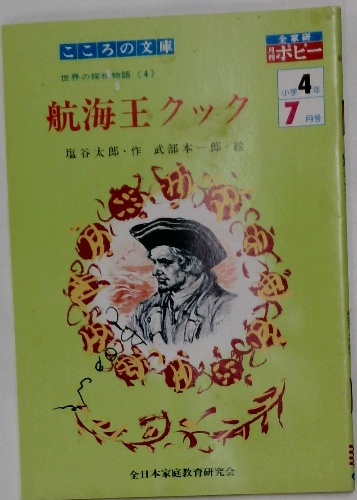 こころの文庫
全家研
月刊ポピー
世界の探検物語〈4〉
小学4年
7月号
航海王クック
塩谷太郎・作 武部本一郎・絵
全日本家庭教育研究会